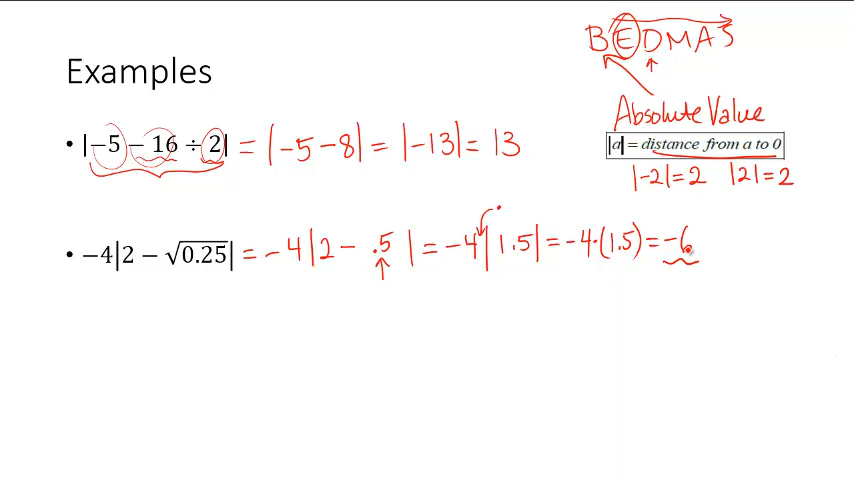 BEDMAS
Examples
Absolute Value
|a| = distance from a to 0
|-2| = 2 |2| = 2
• |−5 − 16 ÷ 2| = |-5-8| = |-13| = 13
• −4|2 − √0.25| = -4|2 - .5| = -4|1.5| = -4·(1.5) = -6